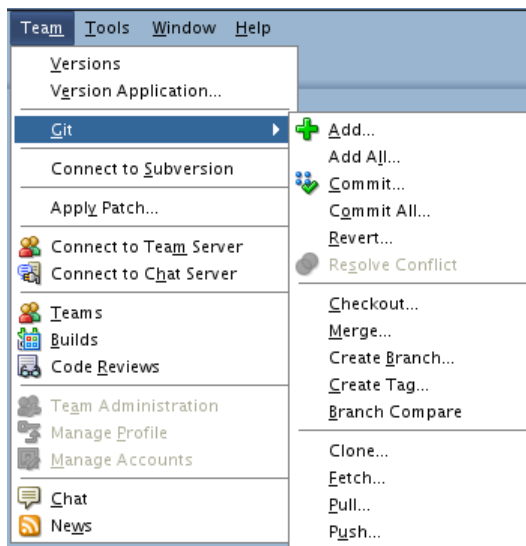 Team Tools Window Help
Versions
Version Application...
Git
Connect to Subversion
Apply Patch...
Connect to Team Server
Connect to Chat Server
Teams
Builds
Code Reviews
Team Administration
Manage Profile
Manage Accounts
Chat
News
Add...
Add All...
Commit...
Commit All...
Revert...
Resolve Conflict
Checkout...
Merge...
Create Branch...
Create Tag...
Branch Compare
Clone...
Fetch...
Pull...
Push...